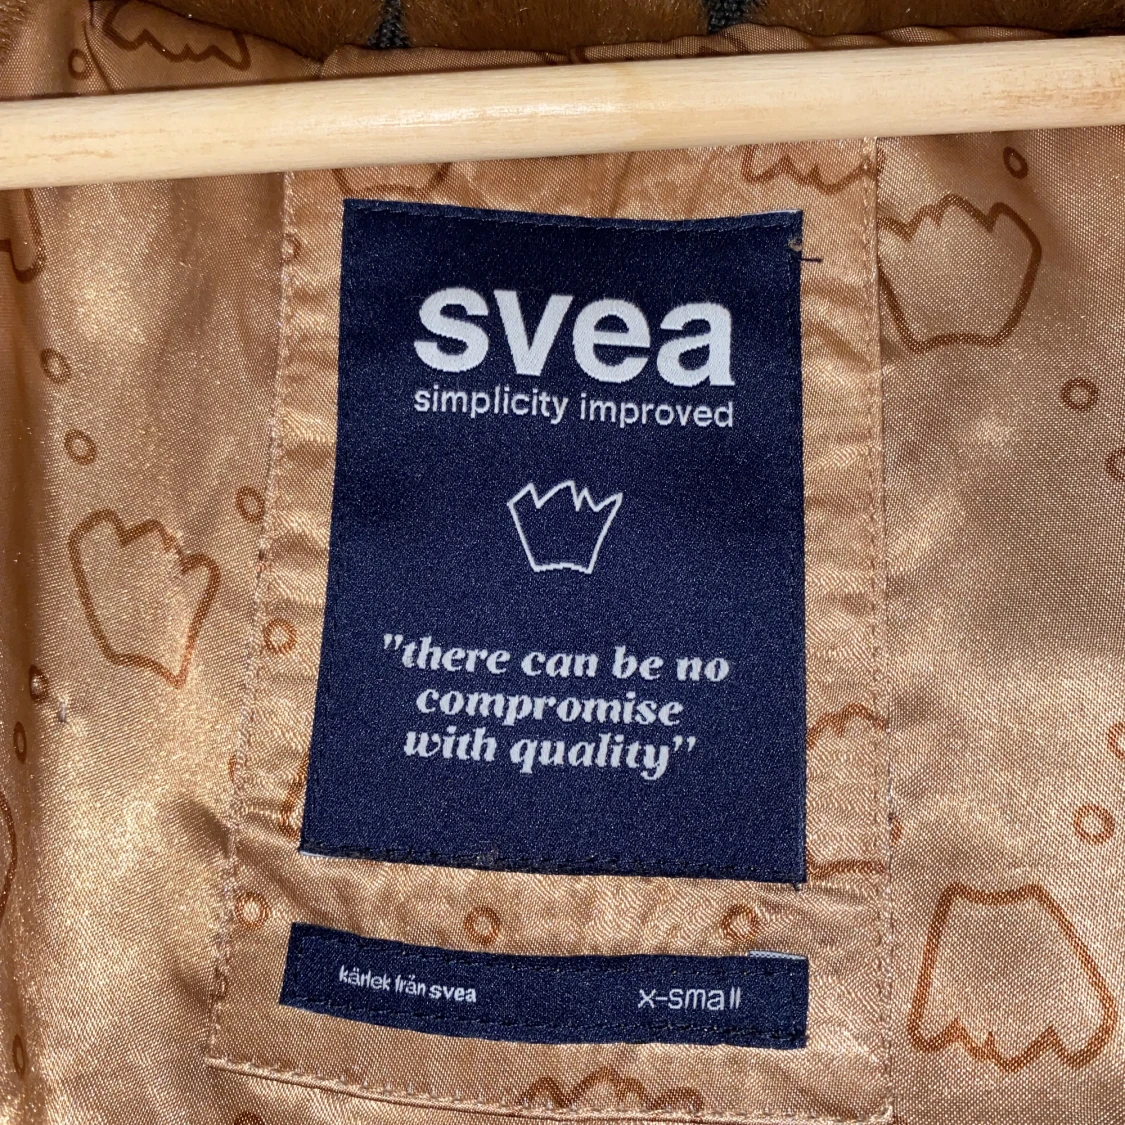 svea
simplicity improved
"there can be no
compromise
with quality"
kärlek från svea
x-small